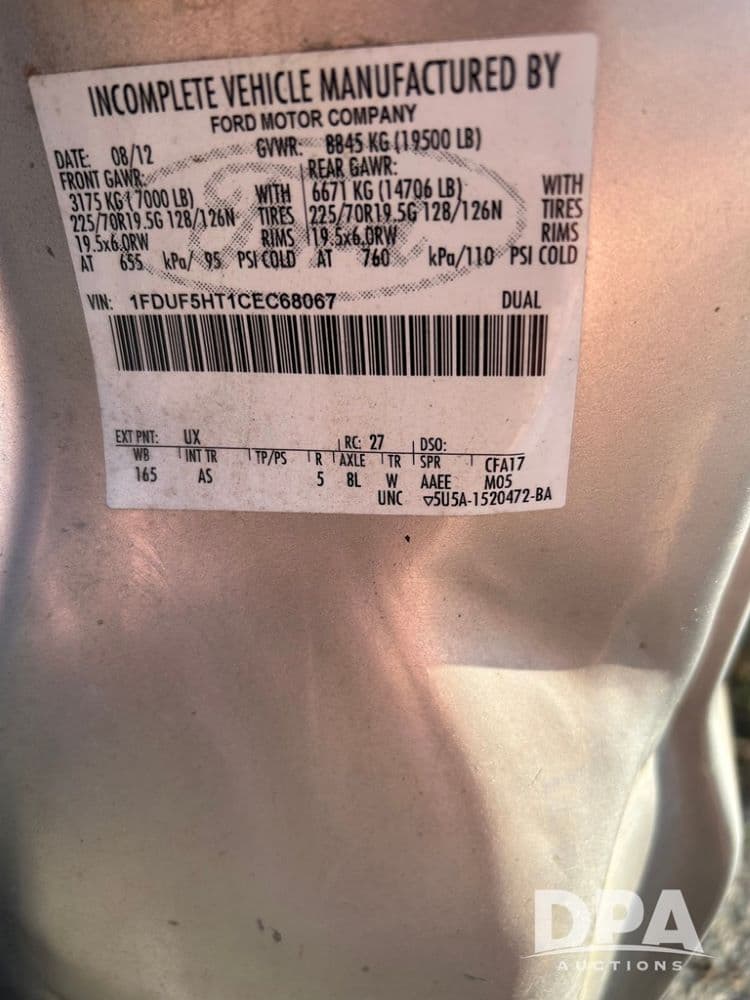 INCOMPLETE VEHICLE MANUFACTURED BY
FORD MOTOR COMPANY
DATE: 08/12 GVWR: 8845 KG (19500 LB)
FRONT GAWR: REAR GAWR:
3175 KG ( 7000 LB) WITH 6671 KG (14706 LB) WITH
225/70R19.5G 128/126N TIRES 225/70R19.5G 128/126N TIRES
19.5x6.0RW RIMS 19.5x6.0RW RIMS
AT 655 kPa/ 95 PSI COLD AT 760 kPa/110 PSI COLD
VIN: 1FDUF5HT1CEC68067 DUAL
EXT PNT: UX RC: 27 DSO:
WB INT TR TP/PS R AXLE TR SPR CFA17
165 AS 5 8L W AAEE M05
UNC ▽5U5A-1520472-BA
DPA
AUCTIONS